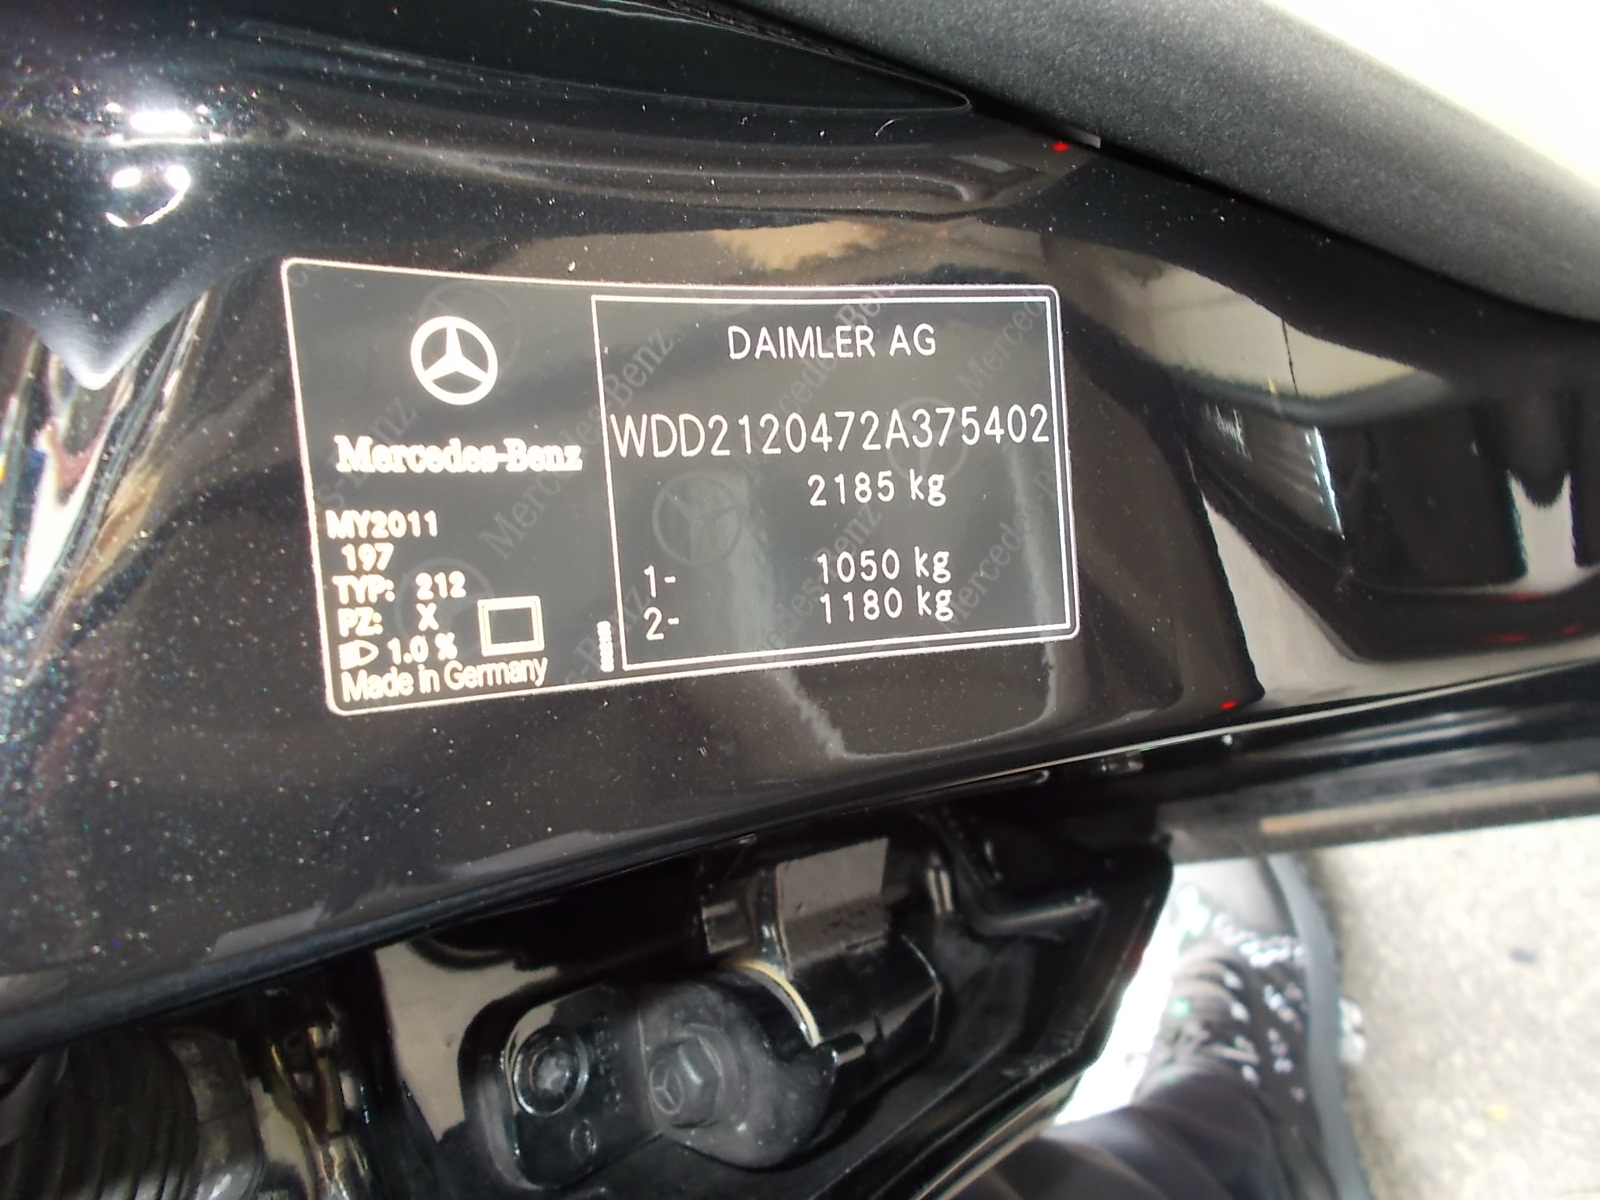 Mercedes-Benz
MY2011
197
TYP: 212
PZ: X
1.0 %
Made in Germany
DAIMLER AG
WDD2120472A375402
2185 kg
1- 1050 kg
2- 1180 kg